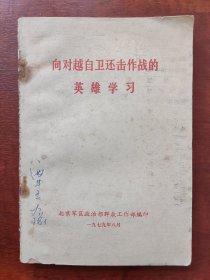 向对越自卫还击作战的
英雄学习
北京军区政治部群众工作部编印
一九七九年八月